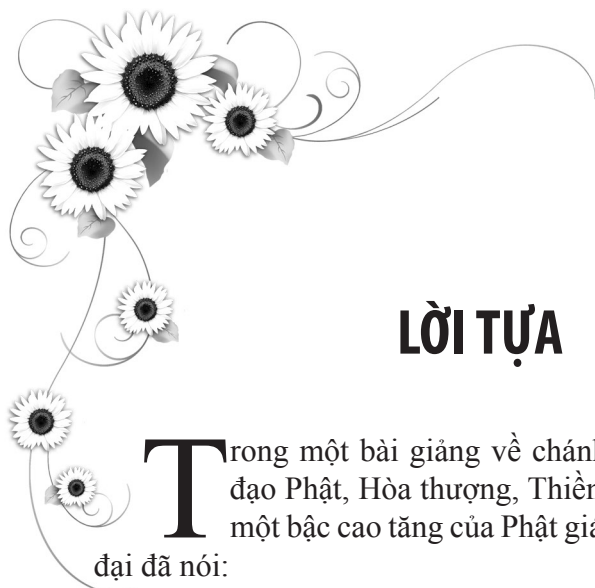 LỜI TỰA
Trong một bài giảng về chánh
đạo Phật, Hòa thượng, Thiền
một bậc cao tăng của Phật
đại đã nói: